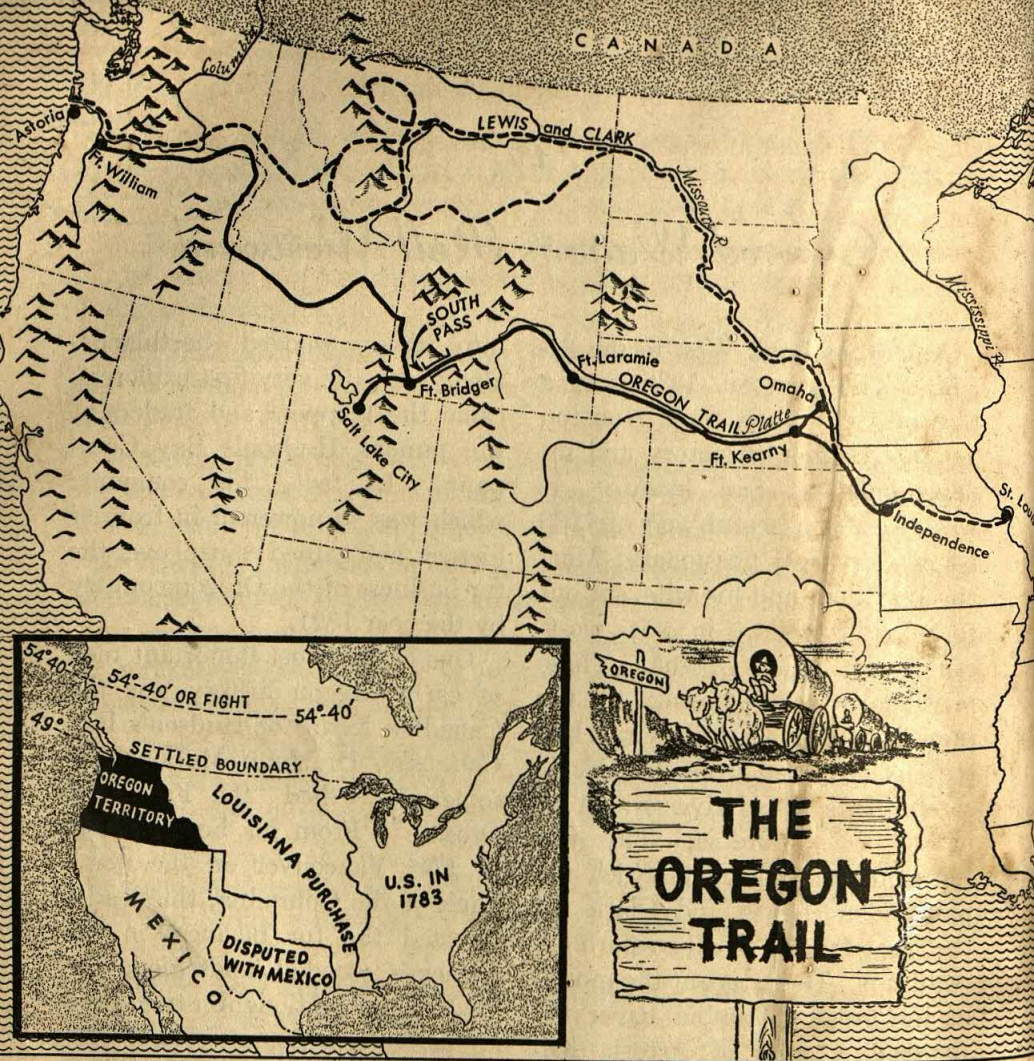 CANADA
Columbia
Astoria
LEWIS and CLARK
Ft. William
Missouri R.
SOUTH
PASS
Mississippi R.
Ft. Laramie
Ft. Bridger
OREGON TRAIL
Platte
Omaha
Salt Lake City
Ft. Kearny
St. Lou
Independence
OREGON
THE
OREGON
TRAIL
54°40'
54°-40' OR FIGHT
54°-40'
49°
SETTLED BOUNDARY
OREGON
TERRITORY
LOUISIANA PURCHASE
U.S. IN
1783
MEXICO
DISPUTED
WITH MEXICO